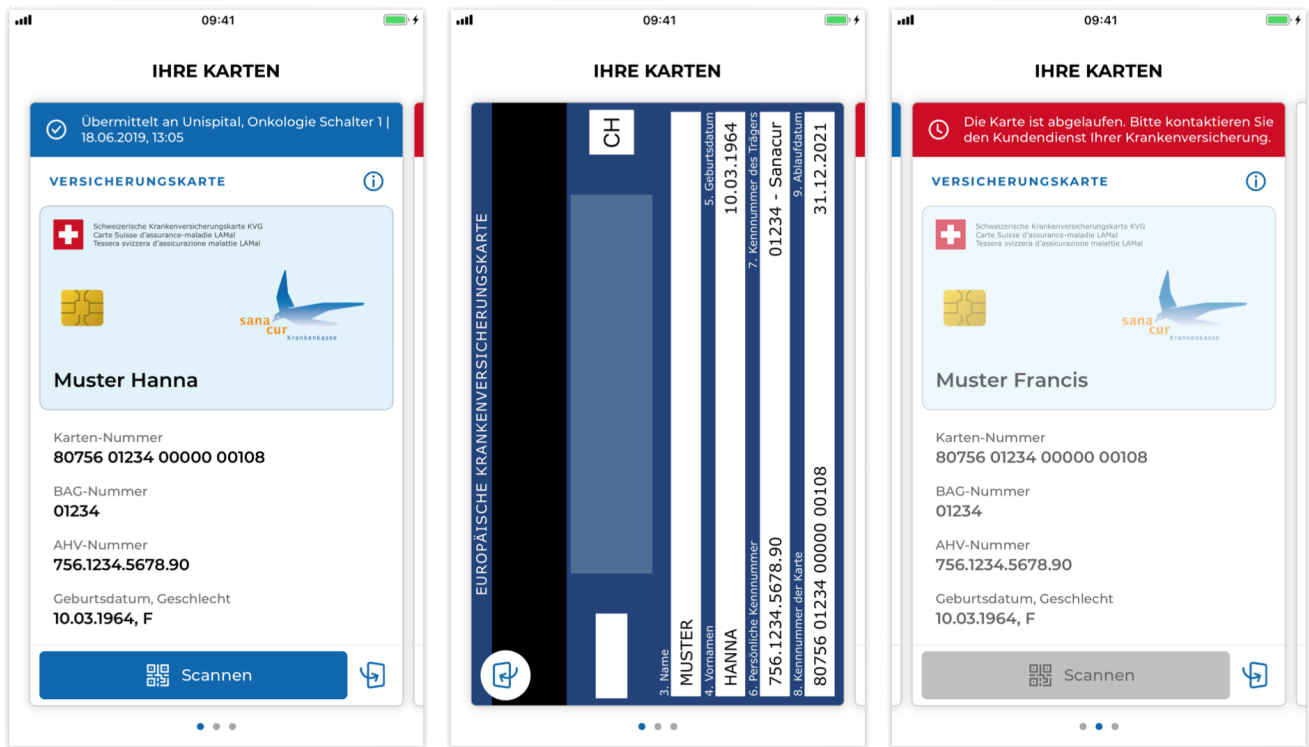 09:41
IHRE KARTEN
Übermittelt an Unispital, Onkologie Schalter 1 |
18.06.2019, 13:05
VERSICHERUNGSKARTE
Schweizerische Krankenversicherungskarte KVG
Carte Suisse d'assurance-maladie LAMal
Tessera svizzera d'assicurazione malattie LAMal
sana
cur
Krankenkasse
Muster Hanna
Karten-Nummer
80756 01234 00000 00108
BAG-Nummer
01234
AHV-Nummer
756.1234.5678.90
Geburtsdatum, Geschlecht
10.03.1964, F
Scannen
09:41
IHRE KARTEN
EUROPÄISCHE KRANKENVERSICHERUNGSKARTE
CH
3. Name
MUSTER
4. Vornamen 5. Geburtsdatum
HANNA 10.03.1964
6. Persönliche Kennnummer 7. Kennnummer des Trägers
756.1234.5678.90 01234 - Sanacur
8. Kennnummer der Karte 9. Ablaufdatum
80756 01234 00000 00108 31.12.2021
09:41
IHRE KARTEN
Die Karte ist abgelaufen. Bitte kontaktieren Sie
den Kundendienst Ihrer Krankenversicherung.
VERSICHERUNGSKARTE
Schweizerische Krankenversicherungskarte KVG
Carte Suisse d'assurance-maladie LAMal
Tessera svizzera d'assicurazione malattie LAMal
sana
cur
Krankenkasse
Muster Francis
Karten-Nummer
80756 01234 00000 00108
BAG-Nummer
01234
AHV-Nummer
756.1234.5678.90
Geburtsdatum, Geschlecht
10.03.1964, F
Scannen